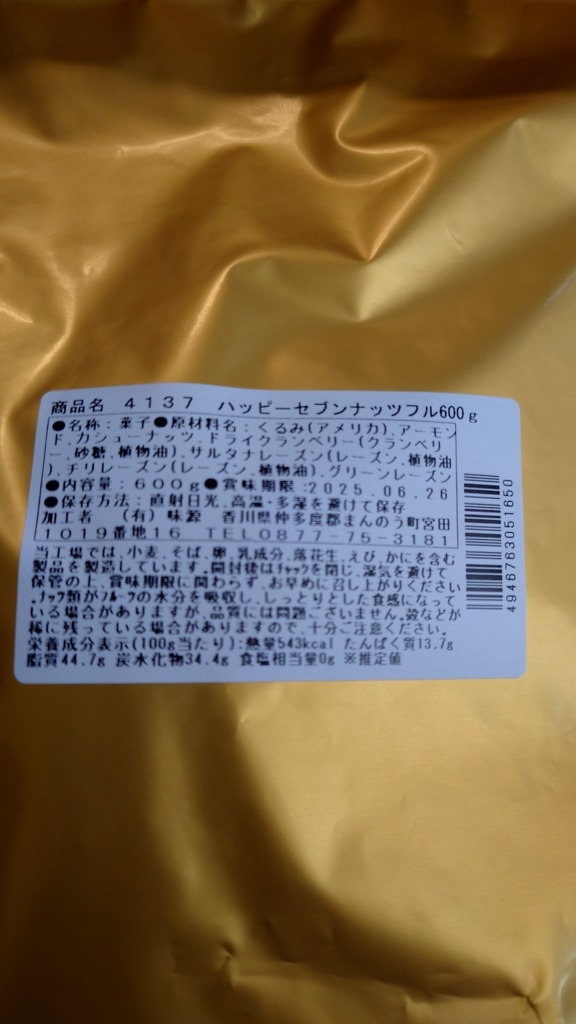 商品名 4137 ハッピーセブンナッツフル600g
●名称:菓子●原材料名:くるみ(アメリカ)、アーモン
ド、カシューナッツ、ドライクランベリー(クランベリ
ー、砂糖、植物油)、サルタナレーズン(レーズン、植物油
)、チリレーズン(レーズン、植物油)、グリーンレーズン
●内容量:600g●賞味期限:2025.06.26
●保存方法:直射日光、高温・多湿を避けて保存
加工者 (有)味源 香川県仲多度郡まんのう町宮田
1019番地16 TEL0877-75-3181
当工場では、小麦、そば、卵、乳成分、落花生、えび、かにを含む
製品を製造しています。開封後はチャックを閉じ、湿気を避けて
保管の上、賞味期限に関わらず、お早めに召し上がりください
。ナッツ類がフルーツの水分を吸収し、しっとりとした食感になって
いる場合がありますが、品質には問題ございません。殻などが
稀に残っている場合がありますので、十分ご注意ください。
栄養成分表示(100g当たり):熱量543kcal たんぱく質13.7g
脂質44.7g 炭水化物34.4g 食塩相当量0g ※推定値
4946763051650